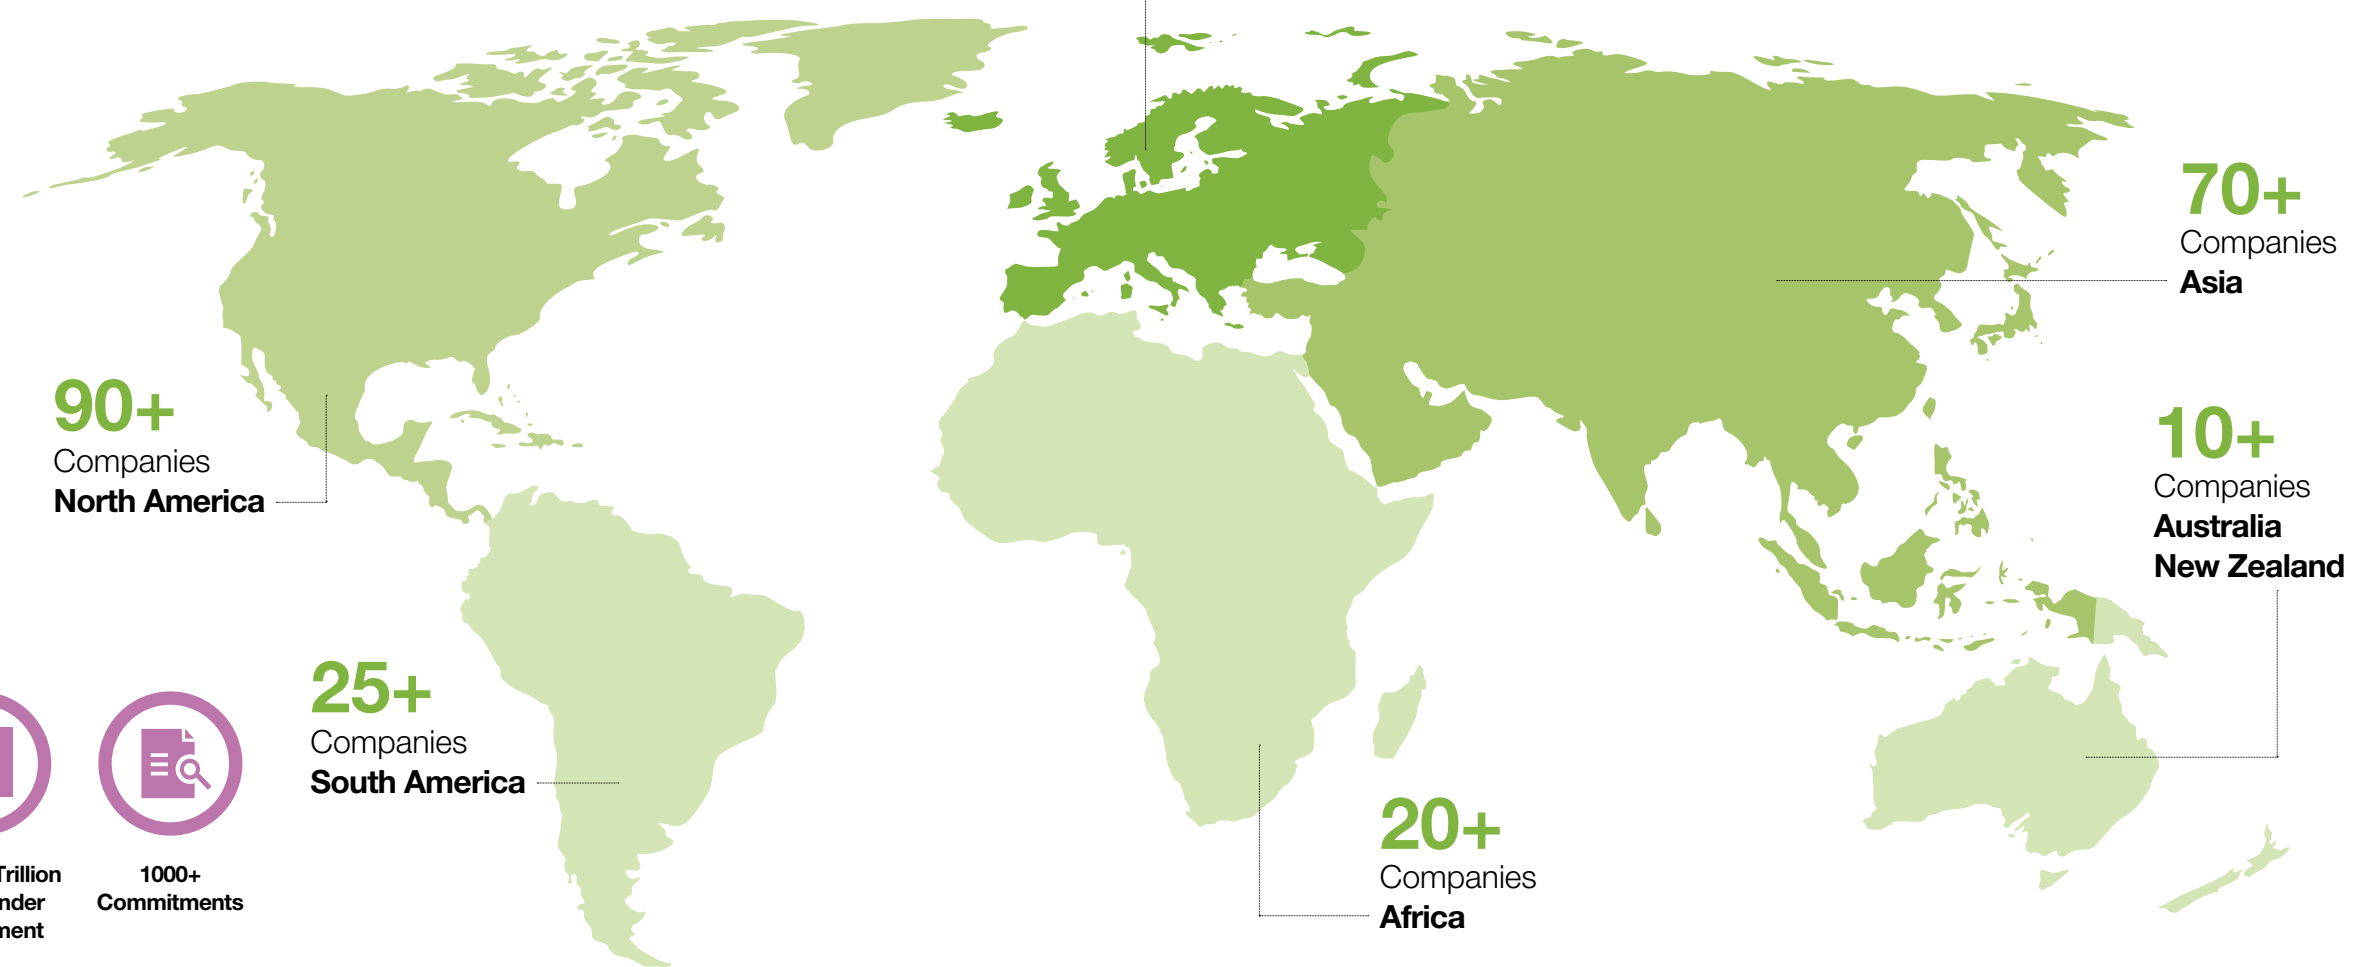 70+
Companies
Asia
90+
Companies
North America
10+
Companies
Australia
New Zealand
25+
Companies
South America
20+
Companies
Africa
Trillion
1000+
Commitments